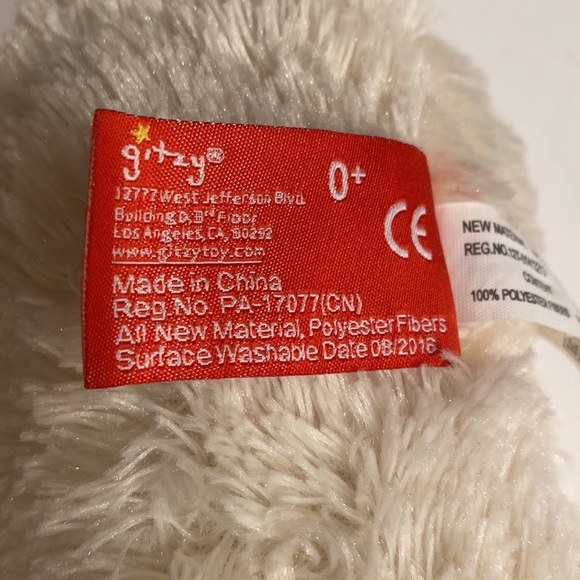 gitzy®
0+
12777 West Jefferson Blvd.
Building D, 3rd Floor
Los Angeles, CA, 90292
www.gitzytoy.com
CE
Made in China
Reg.No. PA-17077(CN)
All New Material, Polyester Fibers
Surface Washable Date 08/2016
NEW
REG.NO.
100% POLYESTER FIBERS